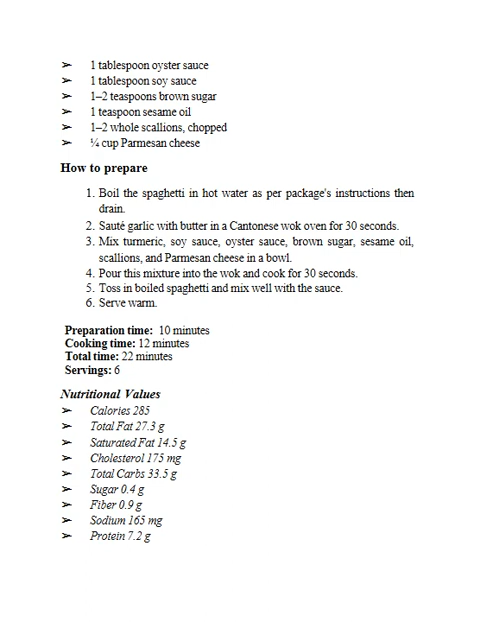 ➢ 1 tablespoon oyster sauce
➢ 1 tablespoon soy sauce
➢ 1–2 teaspoons brown sugar
➢ 1 teaspoon sesame oil
➢ 1–2 whole scallions, chopped
➢ ¼ cup Parmesan cheese
How to prepare
1. Boil the spaghetti in hot water as per package's instructions then
drain.
2. Sauté garlic with butter in a Cantonese wok oven for 30 seconds.
3. Mix turmeric, soy sauce, oyster sauce, brown sugar, sesame oil,
scallions, and Parmesan cheese in a bowl.
4. Pour this mixture into the wok and cook for 30 seconds.
5. Toss in boiled spaghetti and mix well with the sauce.
6. Serve warm.
Preparation time: 10 minutes
Cooking time: 12 minutes
Total time: 22 minutes
Servings: 6
Nutritional Values
➢ Calories 285
➢ Total Fat 27.3 g
➢ Saturated Fat 14.5 g
➢ Cholesterol 175 mg
➢ Total Carbs 33.5 g
➢ Sugar 0.4 g
➢ Fiber 0.9 g
➢ Sodium 165 mg
➢ Protein 7.2 g